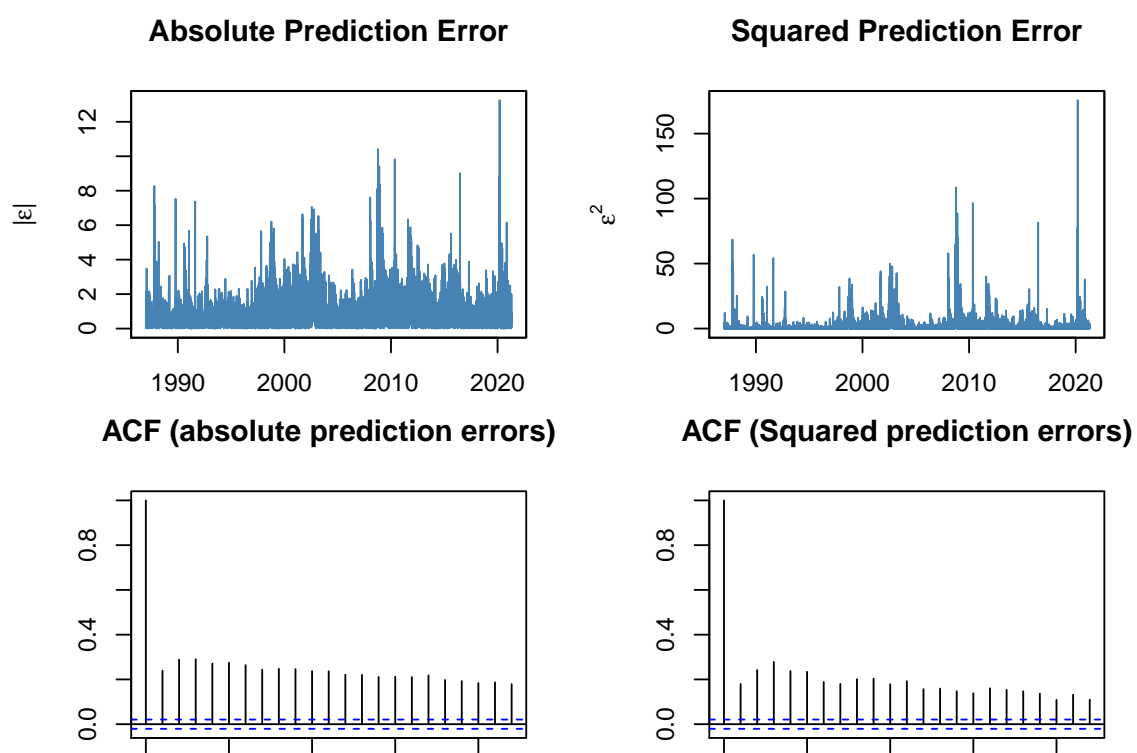 Absolute Prediction Error
|ε|
0 2 4 6 8 12
1990 2000 2010 2020
Squared Prediction Error
ε²
0 50 100 150
1990 2000 2010 2020
ACF (absolute prediction errors)
0.0 0.4 0.8
ACF (Squared prediction errors)
0.0 0.4 0.8